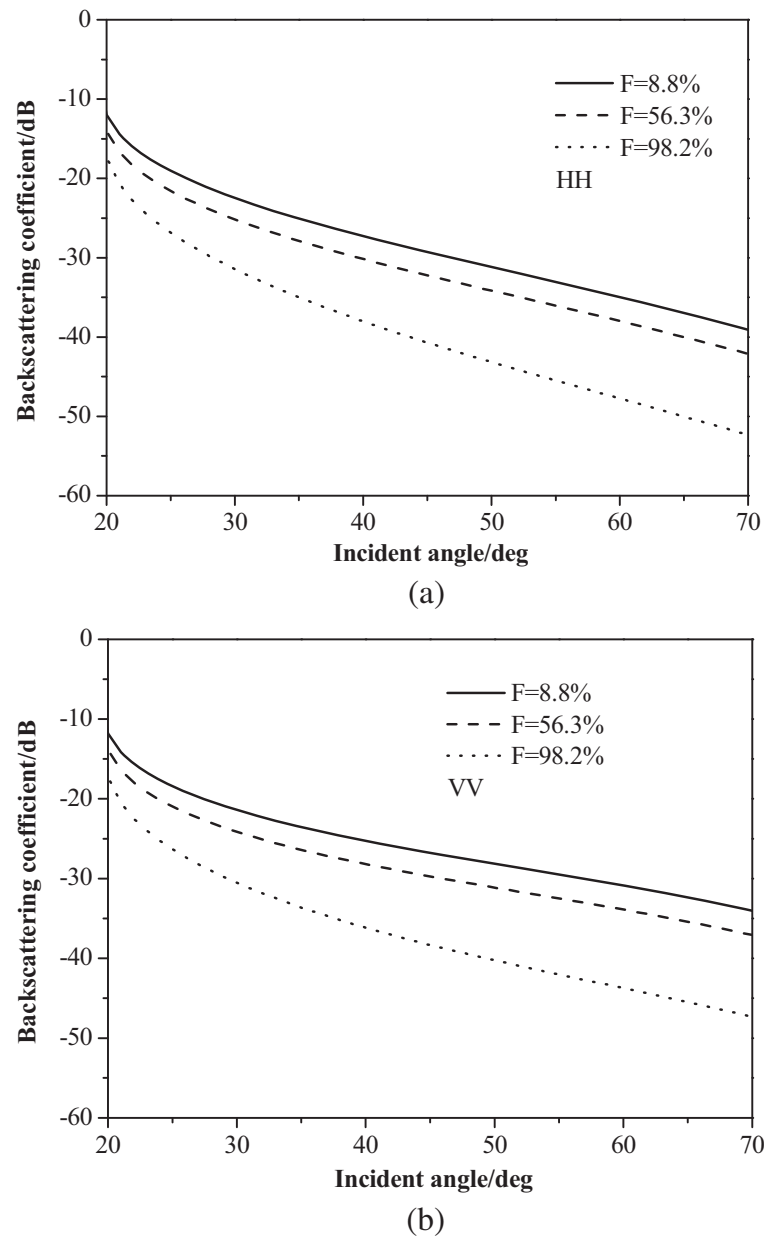 0
-10
-20
-30
-40
-50
-60
Backscattering coefficient/dB
F=8.8%
F=56.3%
F=98.2%
HH
20 30 40 50 60 70
Incident angle/deg
(a)
0
-10
-20
-30
-40
-50
-60
Backscattering coefficient/dB
F=8.8%
F=56.3%
F=98.2%
VV
20 30 40 50 60 70
Incident angle/deg
(b)